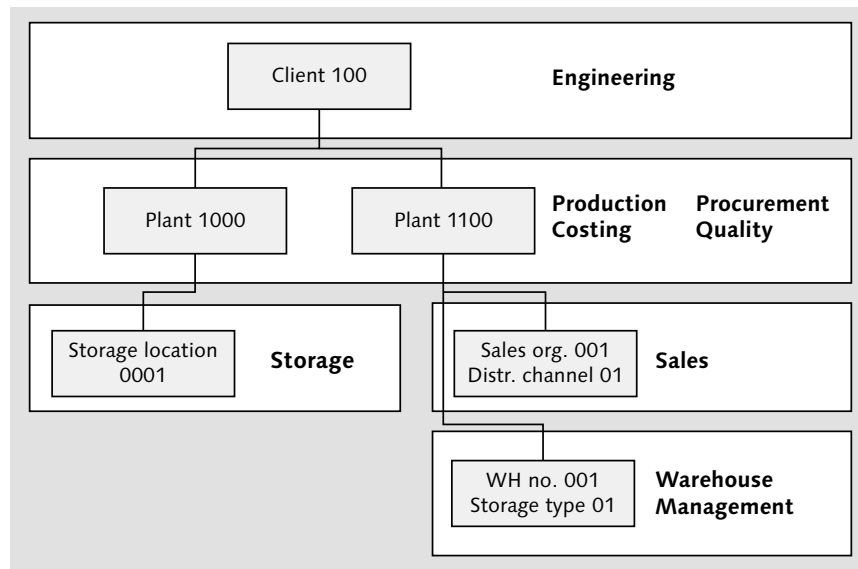 Client 100
Engineering
Plant 1000
Plant 1100
Production Procurement
Costing Quality
Storage location
0001
Storage
Sales org. 001
Distr. channel 01
Sales
WH no. 001
Storage type 01
Warehouse
Management